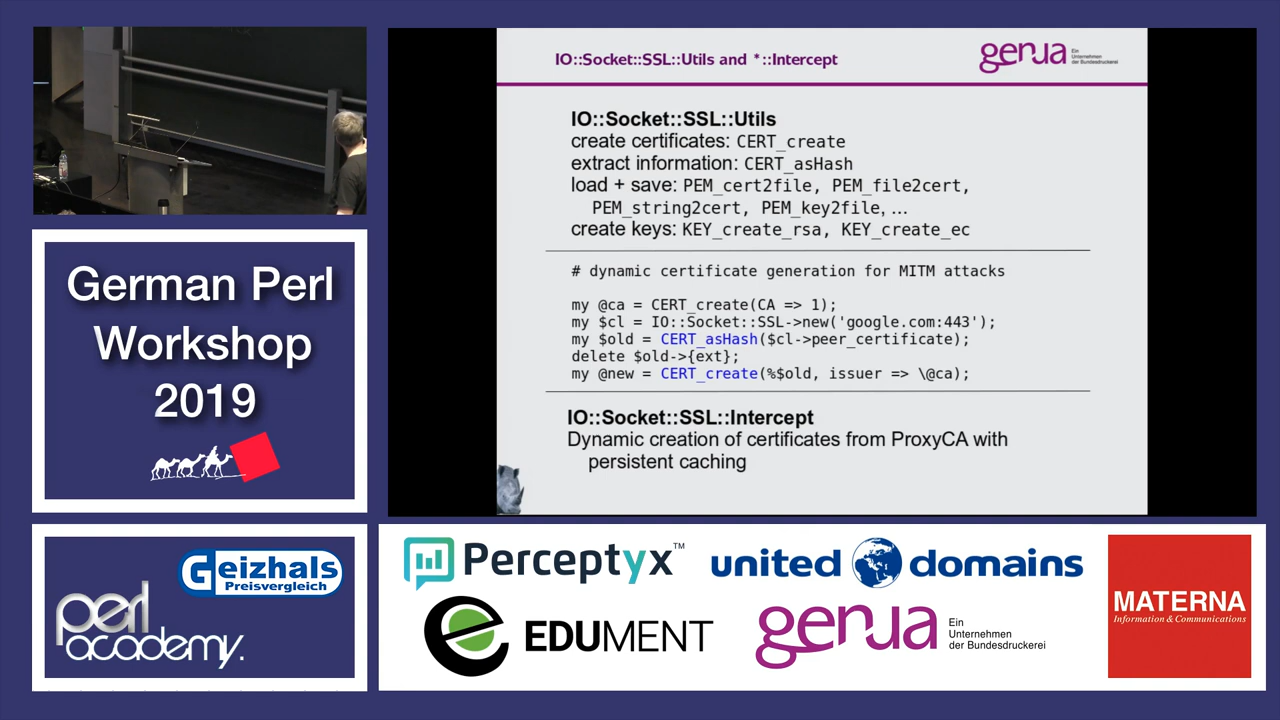 IO::Socket::SSL::Utils and *::Intercept
genua
Ein
Unternehmen
der Bundesdruckerei
IO::Socket::SSL::Utils
create certificates: CERT_create
extract information: CERT_asHash
load + save: PEM_cert2file, PEM_file2cert,
PEM_string2cert, PEM_key2file, ...
create keys: KEY_create_rsa, KEY_create_ec
# dynamic certificate generation for MITM attacks
my @ca = CERT_create(CA => 1);
my $cl = IO::Socket::SSL->new('google.com:443');
my $old = CERT_asHash($cl->peer_certificate);
delete $old->{ext};
my @new = CERT_create(%$old, issuer => \@ca);
IO::Socket::SSL::Intercept
Dynamic creation of certificates from ProxyCA with
persistent caching
German Perl
Workshop
2019
Geizhals
Preisvergleich
perl
academy.
Perceptyx™
united domains
EDUMENT
genua
Ein
Unternehmen
der Bundesdruckerei
MATERNA
Information & Communications